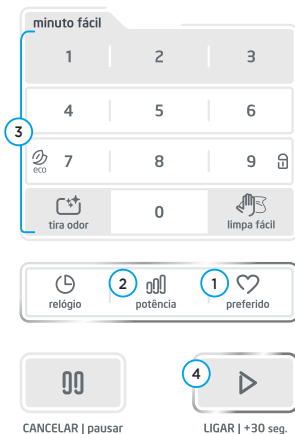 minuto fácil
1 2 3
4 5 6
3
eco 7 8 9
tira odor 0 limpa fácil
2 1
relógio potência preferido
4
CANCELAR | pausar LIGAR | +30 seg.